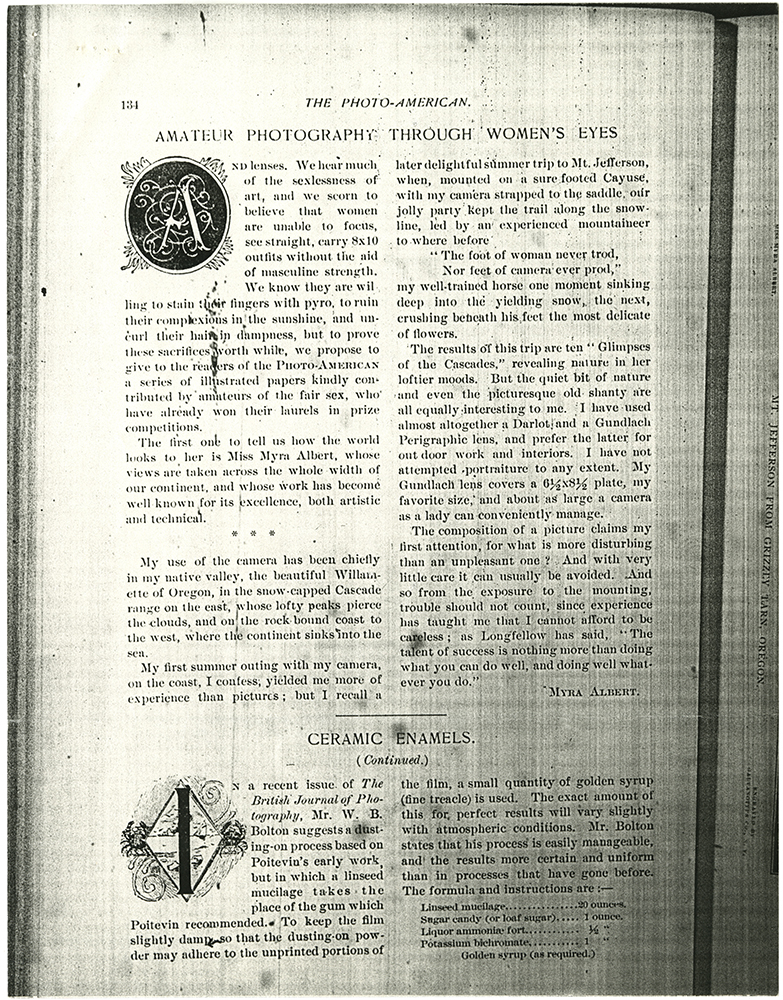 134
THE PHOTO-AMERICAN.
AMATEUR PHOTOGRAPHY THROUGH WOMEN'S EYES
AND lenses. We hear much
of the sexlessness of
art, and we scorn to
believe that women
are unable to focus,
see straight, carry 8x10
outfits without the aid
of masculine strength.
We know they are wil
ling to stain their fingers with pyro, to ruin
their complexions in the sunshine, and un-
curl their hair in dampness, but to prove
these sacrifices worth while, we propose to
give to the readers of the PHOTO-AMERICAN
a series of illustrated papers kindly con-
tributed by amateurs of the fair sex, who
have already won their laurels in prize
competitions.
The first one to tell us how the world
looks to her is Miss Myra Albert, whose
views are taken across the whole width of
our continent, and whose work has become
well known for its excellence, both artistic
and technical.
* * *
My use of the camera has been chiefly
in my native valley, the beautiful Willam-
ette of Oregon, in the snow-capped Cascade
range on the east, whose lofty peaks pierce
the clouds, and on the rock-bound coast to
the west, where the continent sinks into the
sea.
My first summer outing with my camera,
on the coast, I confess, yielded me more of
experience than pictures; but I recall a
later delightful summer trip to Mt. Jefferson,
when, mounted on a sure footed Cayuse,
with my camera strapped to the saddle, our
jolly party kept the trail along the snow-
line, led by an experienced mountaineer
to where before
"The foot of woman never trod,
Nor feet of camera ever prod,"
my well-trained horse one moment sinking
deep into the yielding snow, the next,
crushing beneath his feet the most delicate
of flowers.
The results of this trip are ten "Glimpses
of the Cascades," revealing nature in her
loftier moods. But the quiet bit of nature
and even the picturesque old shanty are
all equally interesting to me. I have used
almost altogether a Darlot and a Gundlach
Perigraphic lens, and prefer the latter for
out door work and interiors. I have not
attempted portraiture to any extent. My
Gundlach lens covers a 6½x8½ plate, my
favorite size, and about as large a camera
as a lady can conveniently manage.
The composition of a picture claims my
first attention, for what is more disturbing
than an unpleasant one? And with very
little care it can usually be avoided. And
so from the exposure to the mounting,
trouble should not count, since experience
has taught me that I cannot afford to be
careless; as Longfellow has said, "The
talent of success is nothing more than doing
what you can do well, and doing well what-
ever you do."
MYRA ALBERT.
CERAMIC ENAMELS.
(Continued.)
IN a recent issue of The
British Journal of Pho-
tography, Mr. W. B.
Bolton suggests a dust-
ing-on process based on
Poitevin's early work,
but in which a linseed
mucilage takes the
place of the gum which
Poitevin recommended. To keep the film
slightly damp so that the dusting-on pow-
der may adhere to the unprinted portions of
the film, a small quantity of golden syrup
(fine treacle) is used. The exact amount of
this for perfect results will vary slightly
with atmospheric conditions. Mr. Bolton
states that his process is easily manageable,
and the results more certain and uniform
than in processes that have gone before.
The formula and instructions are :—
Linseed mucilage...............20 ounces.
Sugar candy (or loaf sugar)..... 1 ounce.
Liquor ammoniæ fort........... ½ "
Potassium bichromate.......... 1 "
Golden syrup (as required.)
MT. JEFFERSON FROM GRIZZEY TARN, OREGON